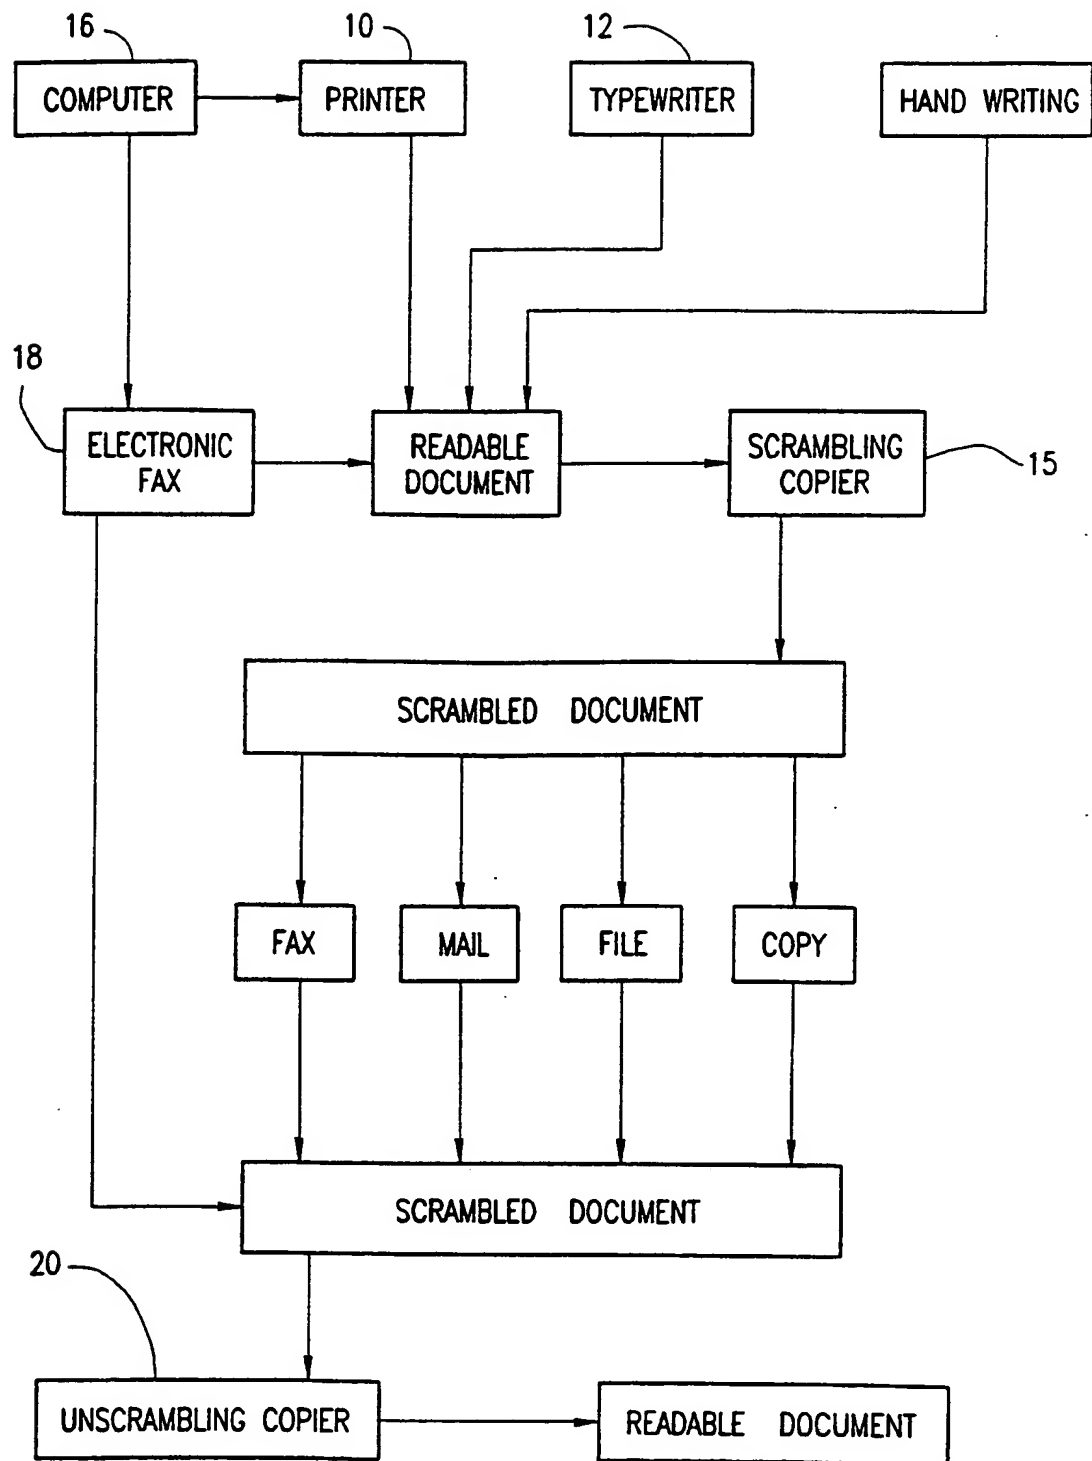 16
10
12
COMPUTER
PRINTER
TYPEWRITER
HAND WRITING
18
ELECTRONIC
FAX
READABLE
DOCUMENT
SCRAMBLING
COPIER
15
SCRAMBLED DOCUMENT
FAX
MAIL
FILE
COPY
SCRAMBLED DOCUMENT
20
UNSCRAMBLING COPIER
READABLE DOCUMENT